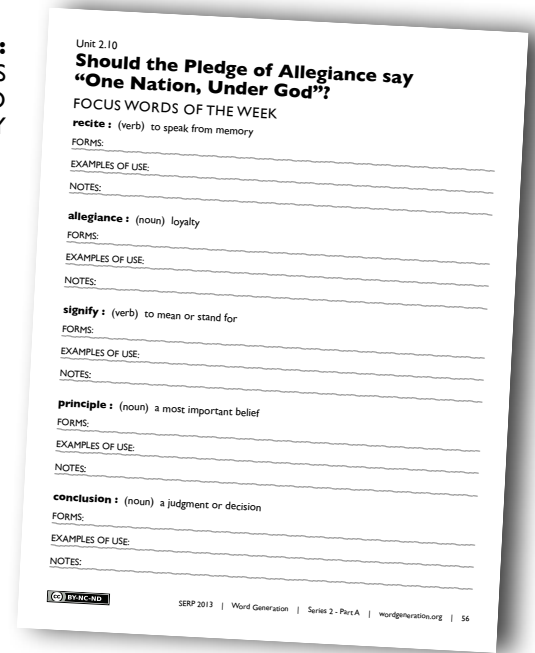 :
S
O
Y
Unit 2.10
Should the Pledge of Allegiance say
“One Nation, Under God”?
FOCUS WORDS OF THE WEEK
recite : (verb) to speak from memory
FORMS:
EXAMPLES OF USE:
NOTES:
allegiance : (noun) loyalty
FORMS:
EXAMPLES OF USE:
NOTES:
signify : (verb) to mean or stand for
FORMS:
EXAMPLES OF USE:
NOTES:
principle : (noun) a most important belief
FORMS:
EXAMPLES OF USE:
NOTES:
conclusion : (noun) a judgment or decision
FORMS:
EXAMPLES OF USE:
NOTES:
cc BY-NC-ND
SERP 2013 | Word Generation | Series 2 - Part A | wordgeneration.org | 56